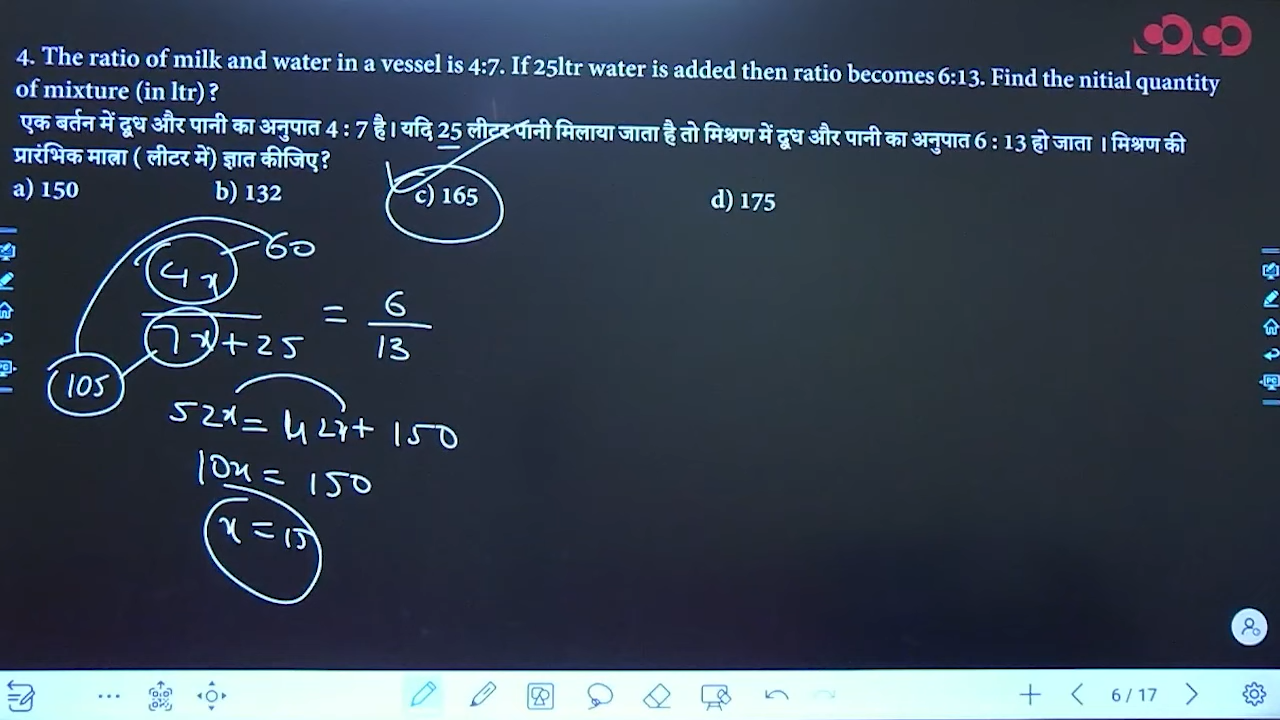 4. The ratio of milk and water in a vessel is 4:7. If 25ltr water is added then ratio becomes 6:13. Find the nitial quantity
of mixture (in ltr) ?
एक बर्तन में दूध और पानी का अनुपात 4 : 7 है। यदि 25 लीटर पानी मिलाया जाता है तो मिश्रण में दूध और पानी का अनुपात 6 : 13 हो जाता । मिश्रण की
प्रारंभिक मात्रा ( लीटर में) ज्ञात कीजिए?
a) 150 b) 132 c) 165 d) 175
60
4x
7x+25 = 6/13
105
52x = 42x + 150
10x = 150
x = 15
6 / 17